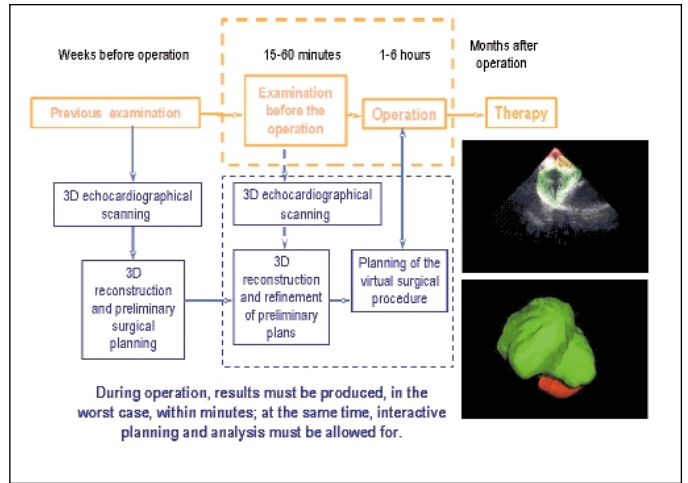 Weeks before operation
15-60 minutes
1-6 hours
Months after
operation
Previous examination
Examination
before the
operation
Operation
Therapy
3D echocardiographical
scanning
3D echocardiographical
scanning
3D
reconstruction
and preliminary
surgical
planning
3D
reconstruction
and refinement
of preliminary
plans
Planning of the
virtual surgical
procedure
During operation, results must be produced, in the
worst case, within minutes; at the same time, interactive
planning and analysis must be allowed for.